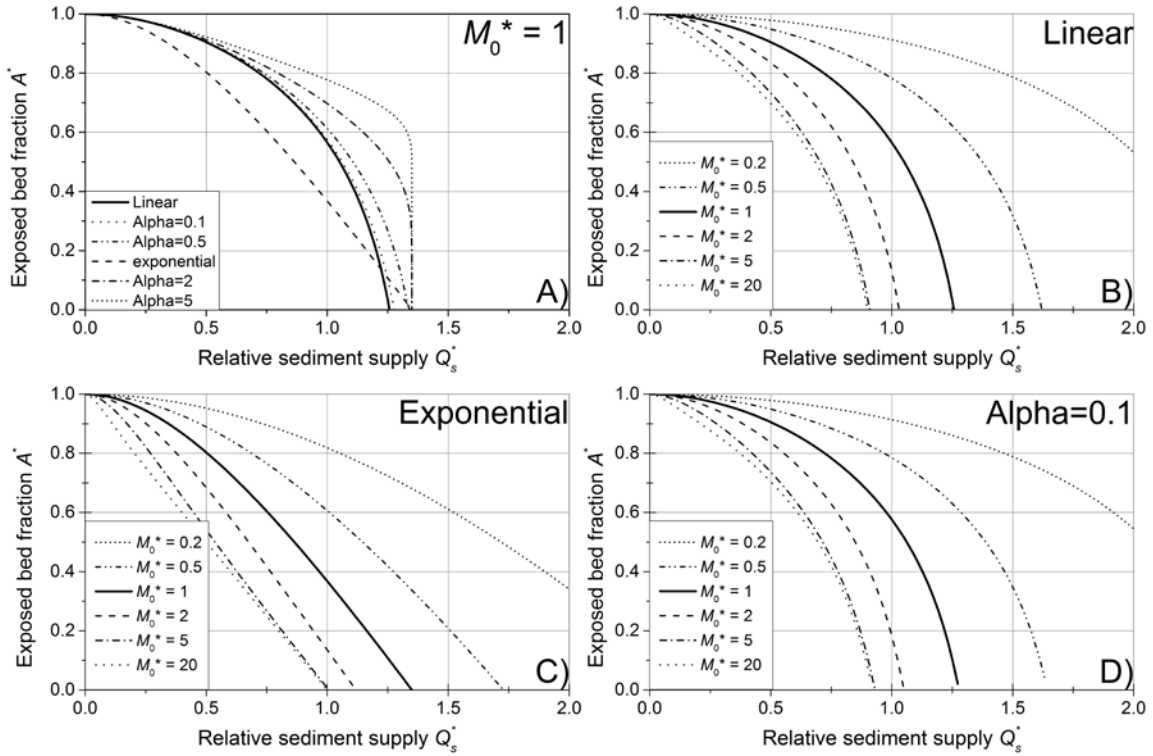 M0* = 1
1.0
0.8
0.6
0.4
0.2
0.0
Exposed bed fraction A*
Linear
Alpha=0.1
Alpha=0.5
exponential
Alpha=2
Alpha=5
A)
0.0 0.5 1.0 1.5 2.0
Relative sediment supply Qs*
Linear
1.0
0.8
0.6
0.4
0.2
0.0
Exposed bed fraction A*
M0* = 0.2
M0* = 0.5
M0* = 1
M0* = 2
M0* = 5
M0* = 20
B)
0.0 0.5 1.0 1.5 2.0
Relative sediment supply Qs*
Exponential
1.0
0.8
0.6
0.4
0.2
0.0
Exposed bed fraction A*
M0* = 0.2
M0* = 0.5
M0* = 1
M0* = 2
M0* = 5
M0* = 20
C)
0.0 0.5 1.0 1.5 2.0
Relative sediment supply Qs*
Alpha=0.1
1.0
0.8
0.6
0.4
0.2
0.0
Exposed bed fraction A*
M0* = 0.2
M0* = 0.5
M0* = 1
M0* = 2
M0* = 5
M0* = 20
D)
0.0 0.5 1.0 1.5 2.0
Relative sediment supply Qs*